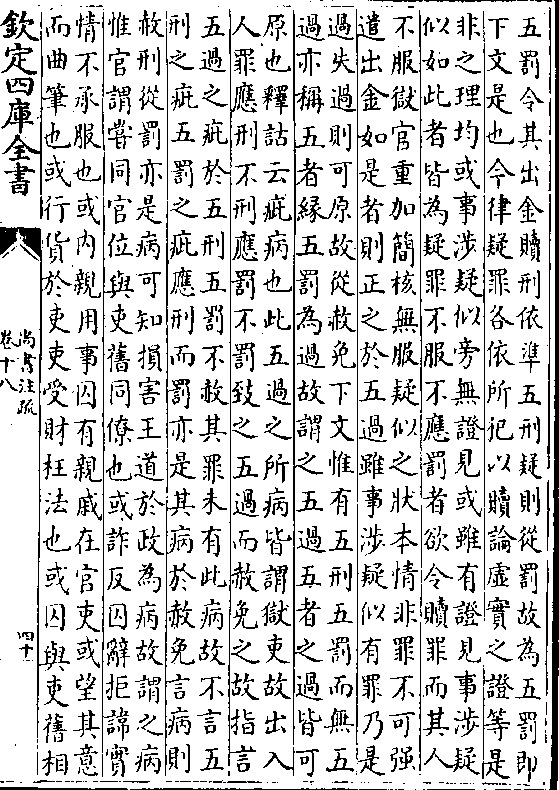 五罰令其出金贖刑依準五刑疑則從罰故為五罰即
下文是也今律疑罪各依所犯以贖論虛實之證等是
非之理均或事涉疑似旁無證見或雖有證見事涉疑
似如此者皆為疑罪不服不應罰者欲令贖罪而其人
不服獄官重加簡核無服疑似之狀本情非罪不可强
遣出金如是者則正之於五過雖事涉疑似有罪乃是
過失過則可原故從赦免下文惟有五刑五罰而無五
過亦稱五者縁五罰為過故謂之五過五者之過皆可
原也釋詁云疵病也此五過之所病皆謂獄吏故出入
人罪應刑不刑應罰不罰致之五過而赦免之故指言
五過之疵於五刑五罰不赦其罪未有此病故不言五
刑之疵五罰之疵應刑而罰亦是其病於赦免言病則
赦刑從罰亦是病可知損害王道於政為病故謂之病
惟官謂嘗同官位與吏舊同僚也或詐反囚辭拒諱實
情不承服也或内親用事囚有親戚在官吏或望其意
而曲筆也或行貨於吏吏受財枉法也或囚與吏舊相
欽定四庫全書
尚書注疏
卷十八
四十